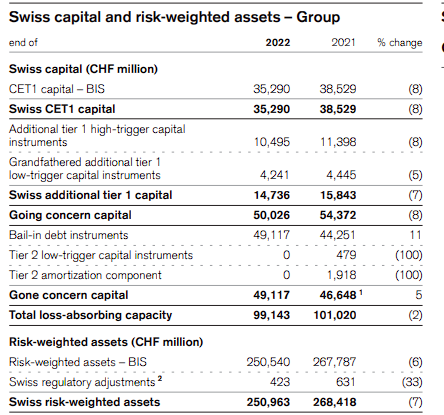 Swiss capital and risk-weighted assets – Group
end of 2022 2021 % change
Swiss capital (CHF million)
CET1 capital – BIS 35,290 38,529 (8)
Swiss CET1 capital 35,290 38,529 (8)
Additional tier 1 high-trigger capital
instruments 10,495 11,398 (8)
Grandfathered additional tier 1
low-trigger capital instruments 4,241 4,445 (5)
Swiss additional tier 1 capital 14,736 15,843 (7)
Going concern capital 50,026 54,372 (8)
Bail-in debt instruments 49,117 44,251 11
Tier 2 low-trigger capital instruments 0 479 (100)
Tier 2 amortization component 0 1,918 (100)
Gone concern capital 49,117 46,648 1 5
Total loss-absorbing capacity 99,143 101,020 (2)
Risk-weighted assets (CHF million)
Risk-weighted assets – BIS 250,540 267,787 (6)
Swiss regulatory adjustments 2 423 631 (33)
Swiss risk-weighted assets 250,963 268,418 (7)